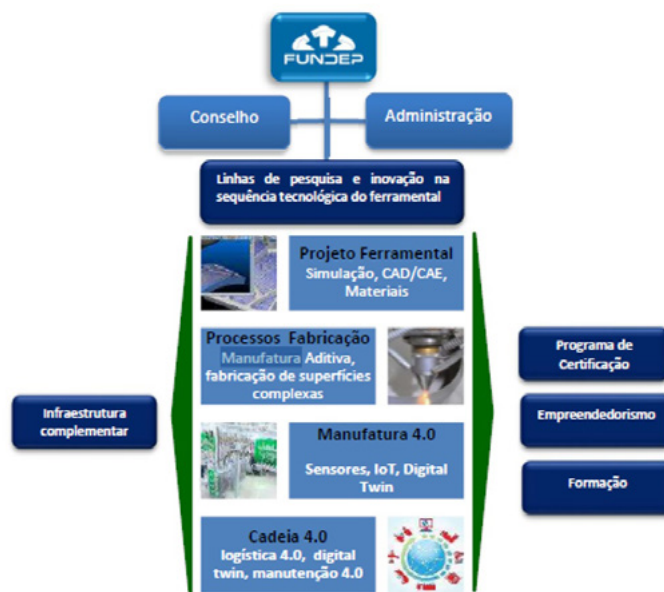 FUNDEP
Conselho
Administração
Linhas de pesquisa e inovação na
sequência tecnológica do ferramental
Projeto Ferramental
Simulação, CAD/CAE,
Materiais
Processos Fabricação
Manufatura Aditiva,
fabricação de superfícies
complexas
Manufatura 4.0
Sensores, IoT, Digital
Twin
Cadeia 4.0
logística 4.0, digital
twin, manutenção 4.0
Infraestrutura
complementar
Programa de
Certificação
Empreendedorismo
Formação